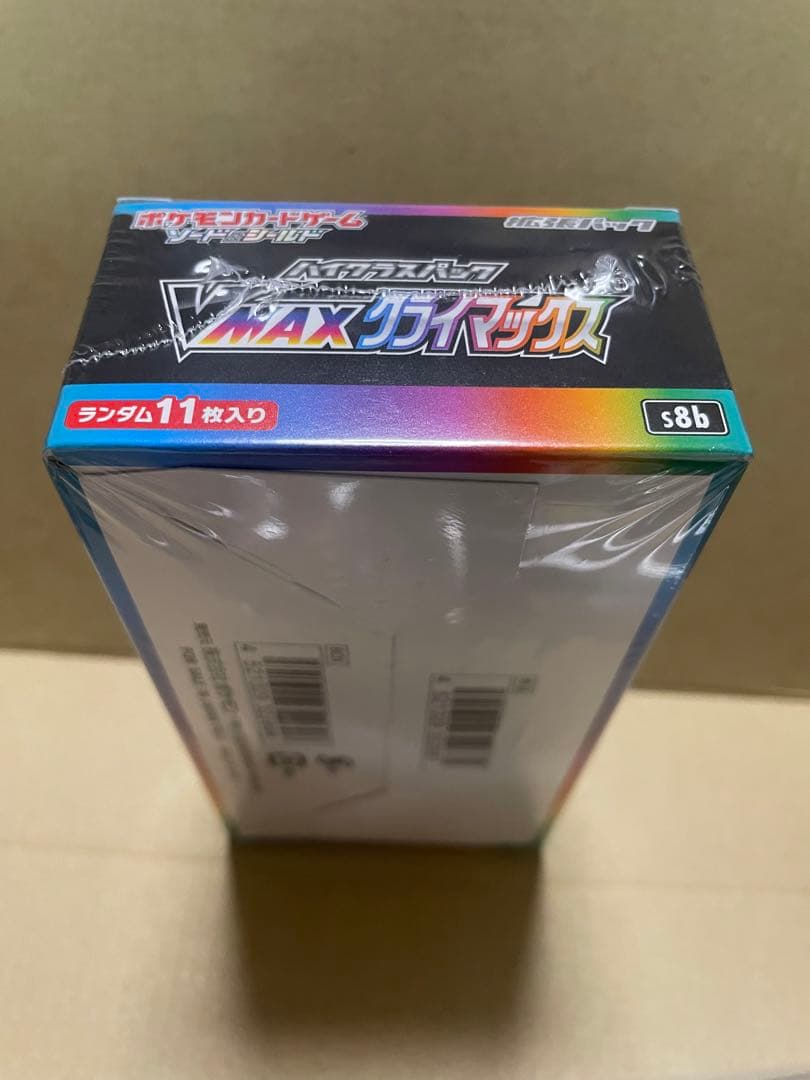 ポケモンカードゲーム
拡張パック
ソード&シールド
ハイクラスパック
VMAXクライマックス
ランダム11枚入り
s8b